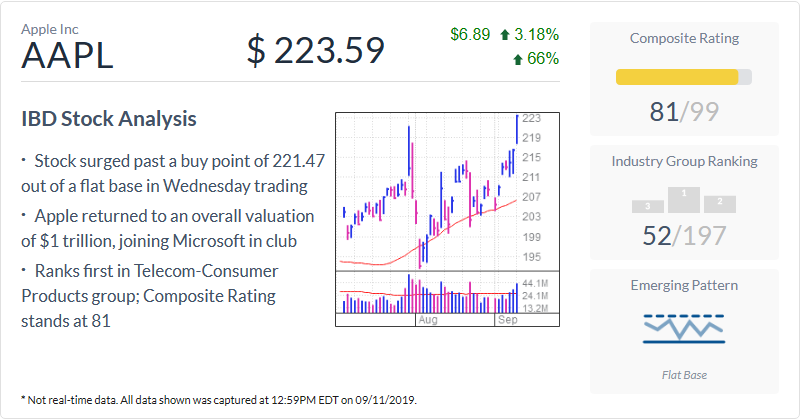 Apple Inc
AAPL
$ 223.59
$6.89 3.18%
66%
IBD Stock Analysis
• Stock surged past a buy point of 221.47
out of a flat base in Wednesday trading
• Apple returned to an overall valuation
of $1 trillion, joining Microsoft in club
• Ranks first in Telecom-Consumer
Products group; Composite Rating
stands at 81
223
219
215
211
207
203
199
195
44.1M
24.1M
13.2M
Aug Sep
Composite Rating
81/99
Industry Group Ranking
3 1 2
52/197
Emerging Pattern
Flat Base
* Not real-time data. All data shown was captured at 12:59PM EDT on 09/11/2019.